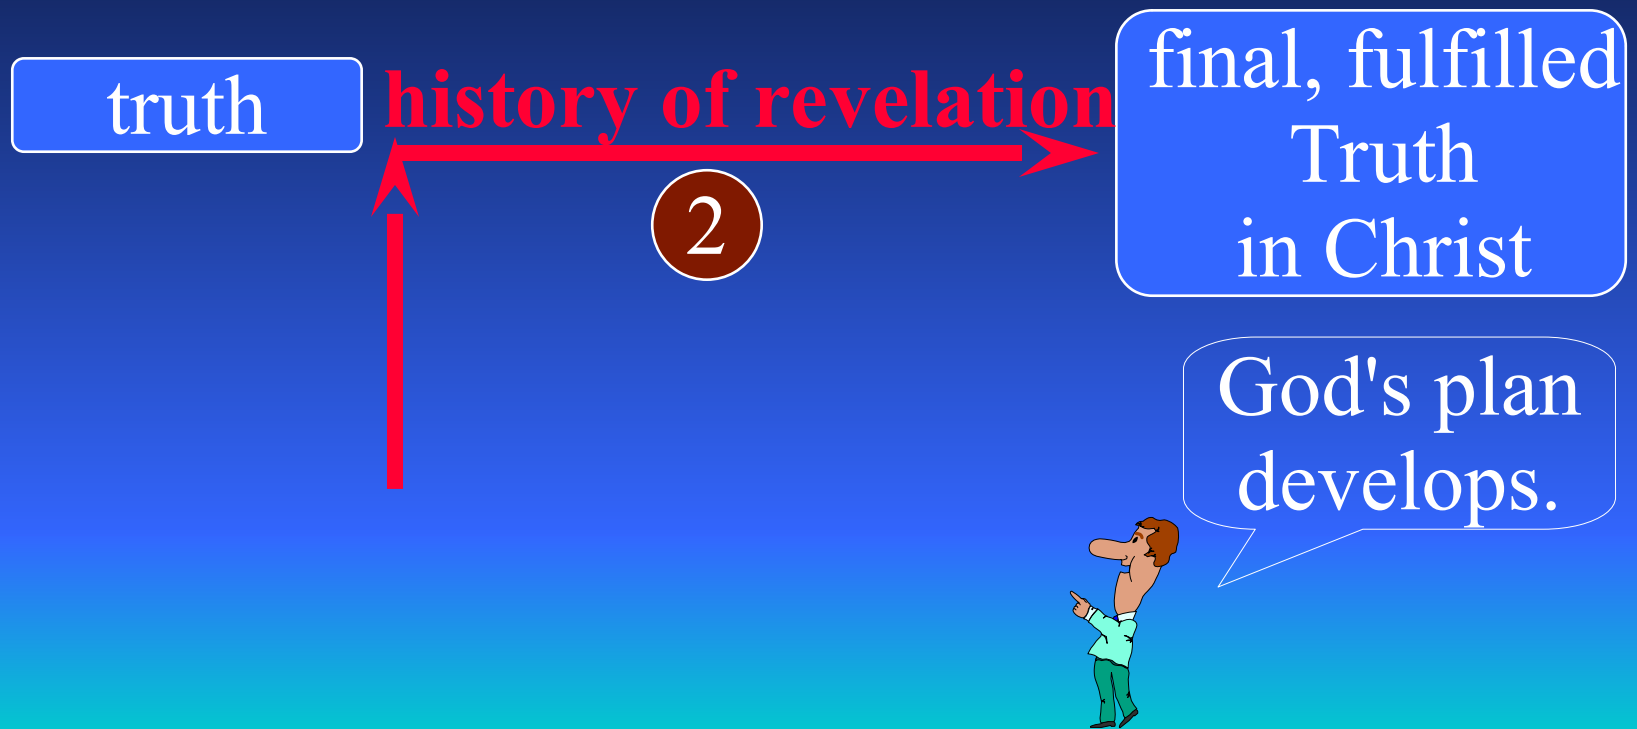 truth
history of revelation
final, fulfilled
Truth
in Christ
2
God's plan
develops.